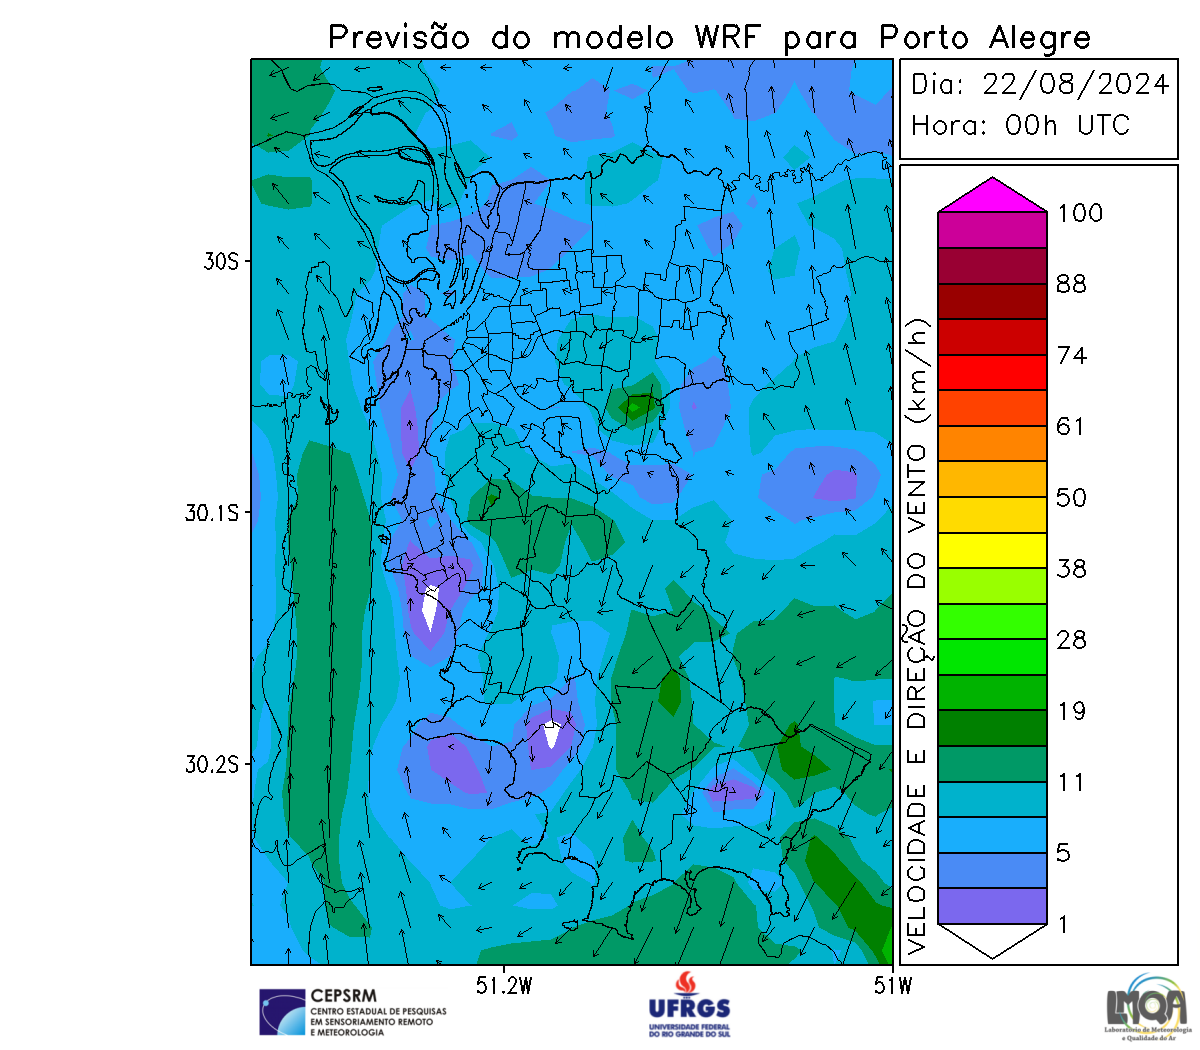 Previsão do modelo WRF para Porto Alegre
Dia: 22/08/2024
Hora: 00h UTC
30S
30.1S
30.2S
51.2W
51W
VELOCIDADE E DIREÇÃO DO VENTO (km/h)
100
88
74
61
50
38
28
19
11
5
1
CEPSRM
CENTRO ESTADUAL DE PESQUISAS
EM SENSORIAMENTO REMOTO
E METEOROLOGIA
UFRGS
UNIVERSIDADE FEDERAL
DO RIO GRANDE DO SUL
LMQA
Laboratório de Meteorologia
e Qualidade do Ar